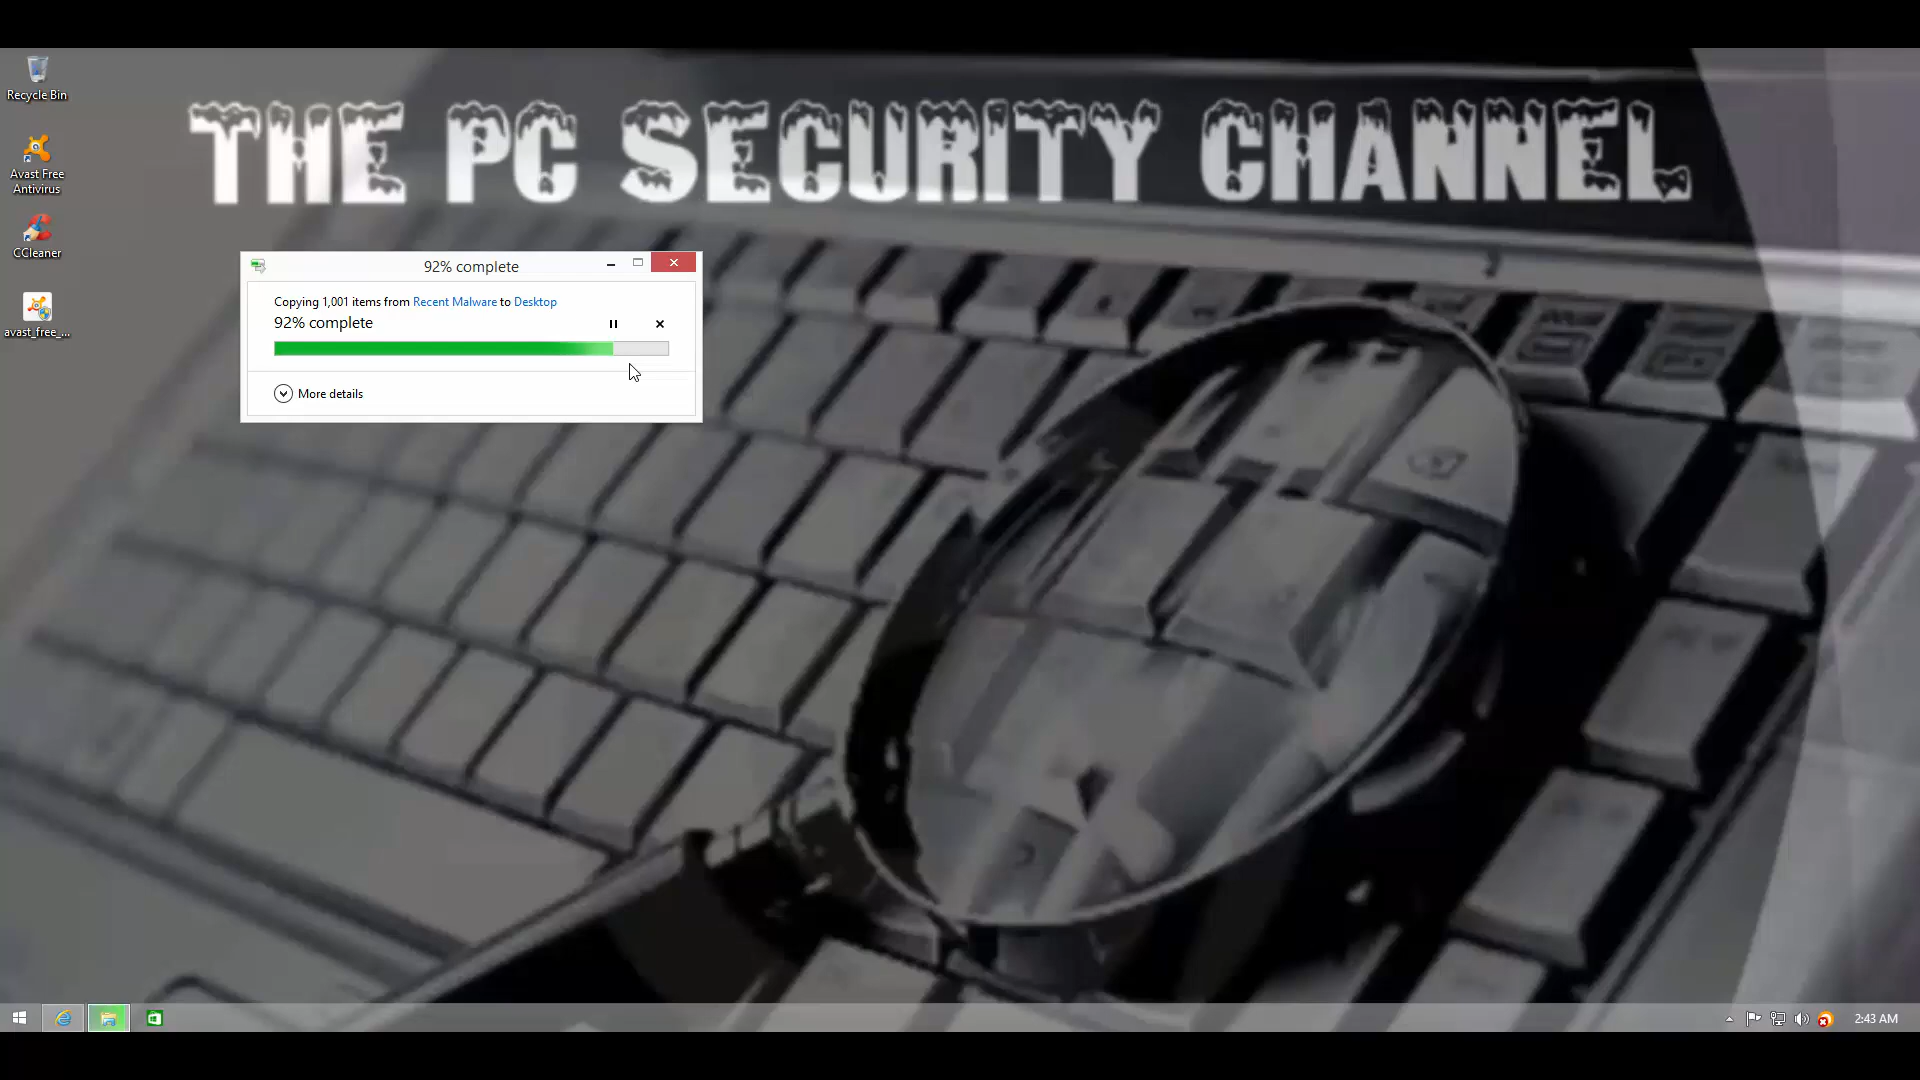 THE PC SECURITY CHANNEL
Recycle Bin
Avast Free
Antivirus
CCleaner
avast_free_...
92% complete
Copying 1,001 items from Recent Malware to Desktop
92% complete
More details
2:43 AM